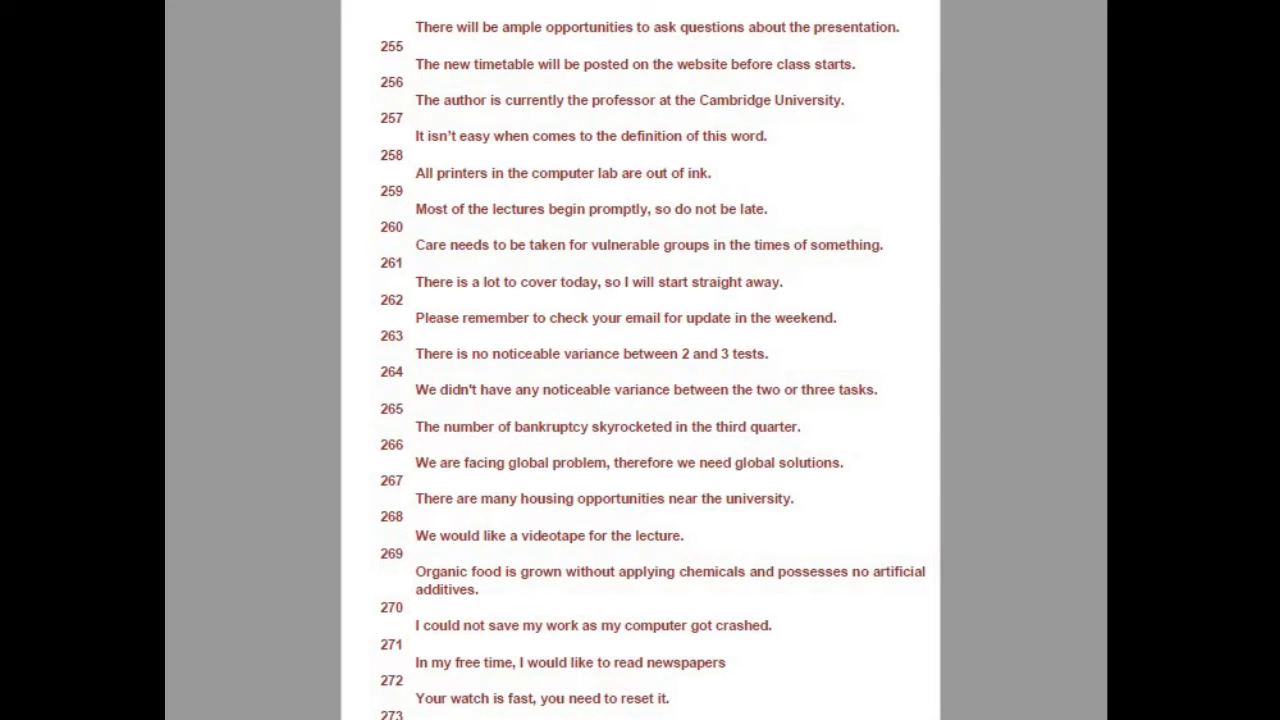 There will be ample opportunities to ask questions about the presentation.
255
The new timetable will be posted on the website before class starts.
256
The author is currently the professor at the Cambridge University.
257
It isn't easy when comes to the definition of this word.
258
All printers in the computer lab are out of ink.
259
Most of the lectures begin promptly, so do not be late.
260
Care needs to be taken for vulnerable groups in the times of something.
261
There is a lot to cover today, so I will start straight away.
262
Please remember to check your email for update in the weekend.
263
There is no noticeable variance between 2 and 3 tests.
264
We didn't have any noticeable variance between the two or three tasks.
265
The number of bankruptcy skyrocketed in the third quarter.
266
We are facing global problem, therefore we need global solutions.
267
There are many housing opportunities near the university.
268
We would like a videotape for the lecture.
269
Organic food is grown without applying chemicals and possesses no artificial
additives.
270
I could not save my work as my computer got crashed.
271
In my free time, I would like to read newspapers
272
Your watch is fast, you need to reset it.
273